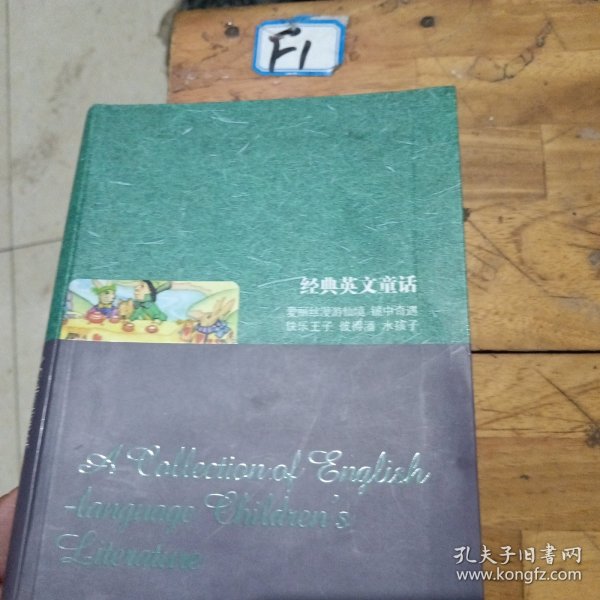 F1
经典英文童话
爱丽丝漫游仙境 镜中奇遇
快乐王子 彼得潘 水孩子
A Collection of English
-language Children's
Literature
孔夫子旧书网
www.kongfz.com